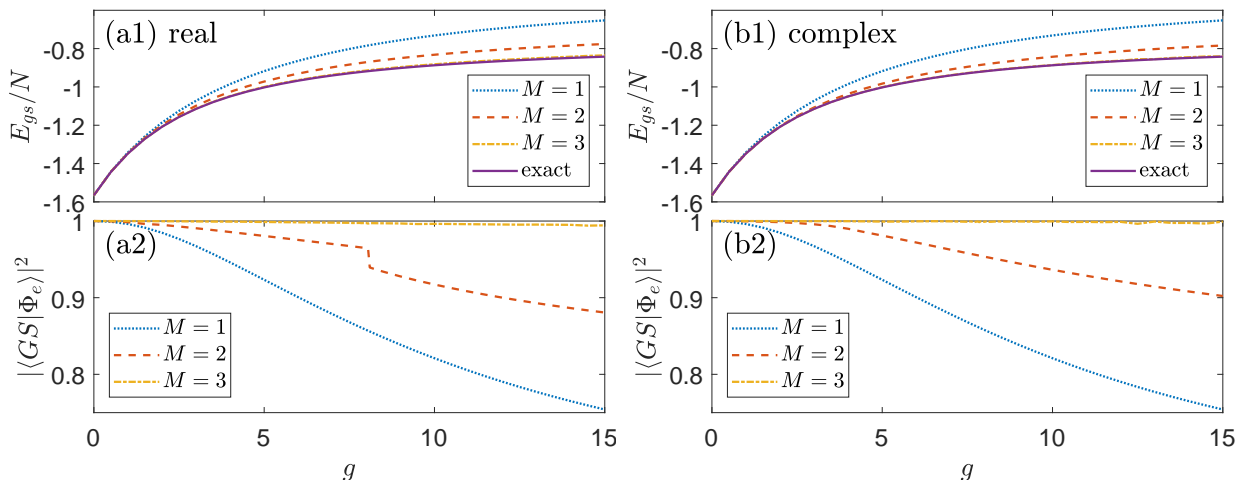 (a1) real
E_{gs}/N
-0.8
-1
-1.2
-1.4
-1.6
M = 1
M = 2
M = 3
exact
(b1) complex
E_{gs}/N
-0.8
-1
-1.2
-1.4
-1.6
M = 1
M = 2
M = 3
exact
(a2)
|⟨GS|Φ_e⟩|²
1
0.9
0.8
M = 1
M = 2
M = 3
0 5 10 15
g
(b2)
|⟨GS|Φ_e⟩|²
1
0.9
0.8
M = 1
M = 2
M = 3
0 5 10 15
g